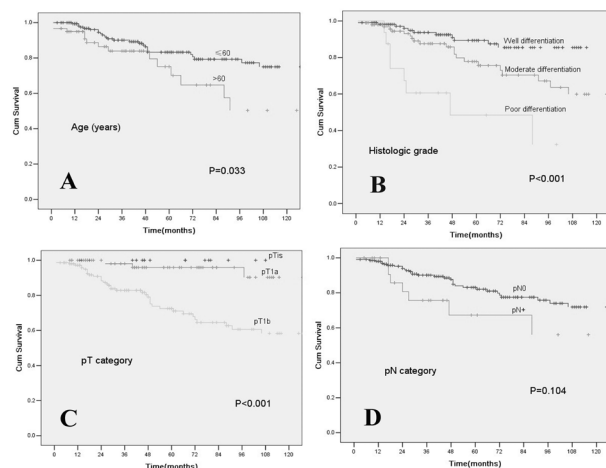 1.0
0.8
0.6
0.4
0.2
0.0
Cum Survival
≤60
>60
Age (years)
A
P=0.033
0 12 24 36 48 60 72 84 96 108 120
Time(months)
1.0
0.8
0.6
0.4
0.2
0.0
Cum Survival
Well differentiation
Moderate differentiation
Poor differentiation
Histologic grade
B
P<0.001
0 12 24 36 48 60 72 84 96 108 120
Time(months)
1.0
0.8
0.6
0.4
0.2
0.0
Cum Survival
pTis
pT1a
pT1b
pT category
C
P<0.001
0 12 24 36 48 60 72 84 96 108 120
Time(months)
1.0
0.8
0.6
0.4
0.2
0.0
Cum Survival
pN0
pN+
pN category
D
P=0.104
0 12 24 36 48 60 72 84 96 108 120
Time(months)